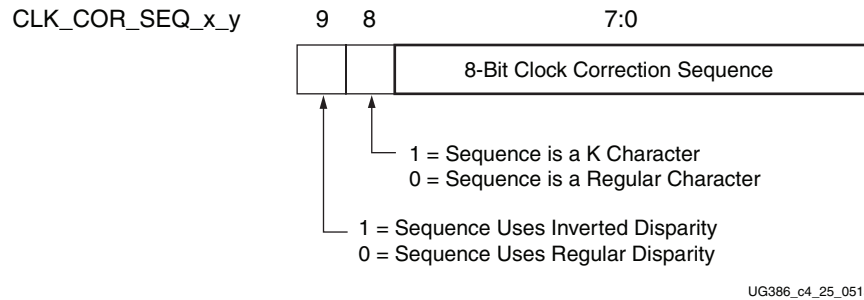 CLK_COR_SEQ_x_y 9 8 7:0
8-Bit Clock Correction Sequence
1 = Sequence is a K Character
0 = Sequence is a Regular Character
1 = Sequence Uses Inverted Disparity
0 = Sequence Uses Regular Disparity
UG386_c4_25_051